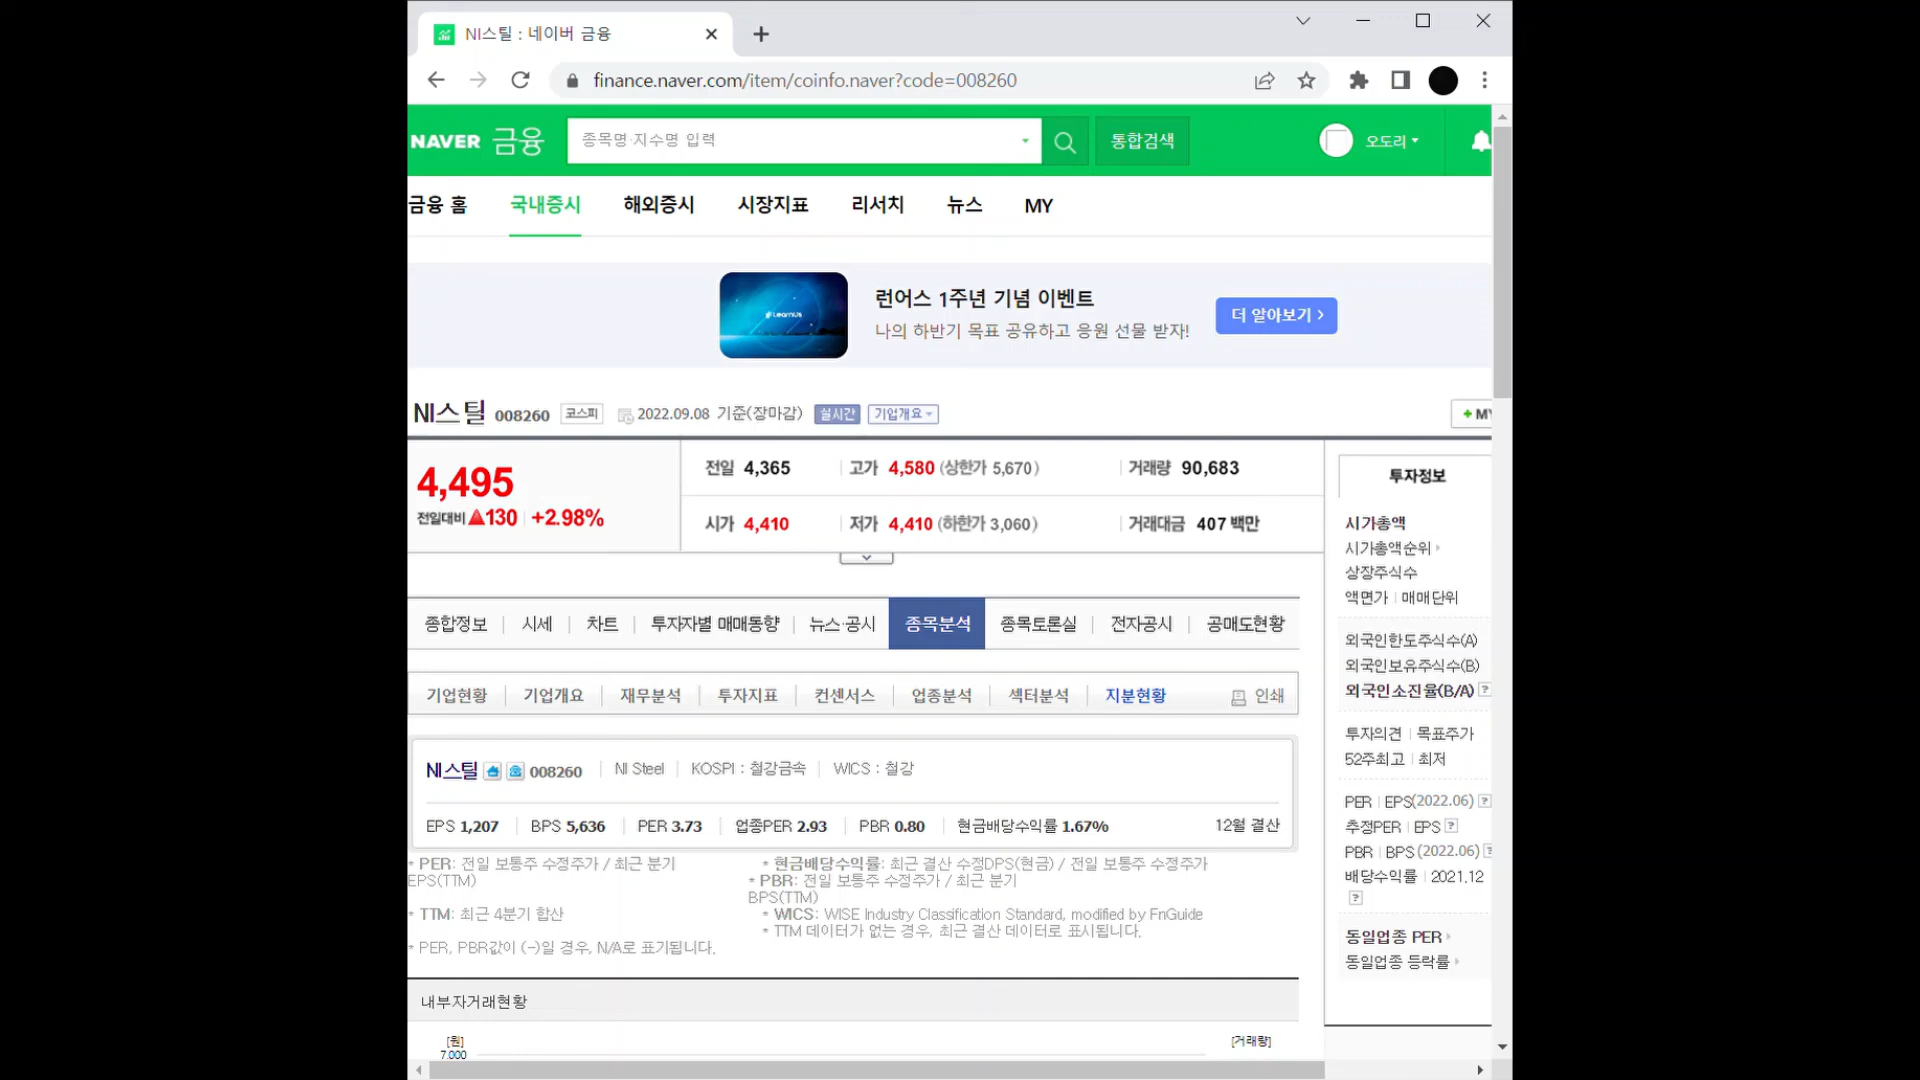 NI스틸 : 네이버 금융
finance.naver.com/item/coinfo.naver?code=008260
NAVER 금융
종목명·지수명 입력
통합검색
오도리
금융 홈 국내증시 해외증시 시장지표 리서치 뉴스 MY
LearnUs
런어스 1주년 기념 이벤트
나의 하반기 목표 공유하고 응원 선물 받자!
더 알아보기 >
NI스틸 008260 코스피 2022.09.08 기준(장마감) 실시간 기업개요
+ MY
4,495
전일대비 ▲130 +2.98%
전일 4,365 고가 4,580 (상한가 5,670) 거래량 90,683
시가 4,410 저가 4,410 (하한가 3,060) 거래대금 407 백만
종합정보 시세 차트 투자자별 매매동향 뉴스·공시 종목분석 종목토론실 전자공시 공매도현황
기업현황 기업개요 재무분석 투자지표 컨센서스 업종분석 섹터분석 지분현황 인쇄
NI스틸 008260 NI Steel KOSPI : 철강금속 WICS : 철강
EPS 1,207 BPS 5,636 PER 3.73 업종PER 2.93 PBR 0.80 현금배당수익률 1.67% 12월 결산
* PER: 전일 보통주 수정주가 / 최근 분기
EPS(TTM)
* 현금배당수익률: 최근 결산 수정DPS(현금) / 전일 보통주 수정주가
* PBR: 전일 보통주 수정주가 / 최근 분기
BPS(TTM)
* TTM: 최근 4분기 합산
* WICS: WISE Industry Classification Standard, modified by FnGuide
* TTM 데이터가 없는 경우, 최근 결산 데이터로 표시됩니다.
* PER, PBR값이 (-)일 경우, N/A로 표기됩니다.
내부자거래현황
[원]
[거래량]
7,000
투자정보
시가총액
시가총액순위
상장주식수
액면가 매매단위
외국인한도주식수(A)
외국인보유주식수(B)
외국인소진율(B/A) ?
투자의견 목표주가
52주최고 최저
PER EPS(2022.06) ?
추정PER EPS ?
PBR BPS (2022.06) ?
배당수익률 2021.12
?
동일업종 PER
동일업종 등락률